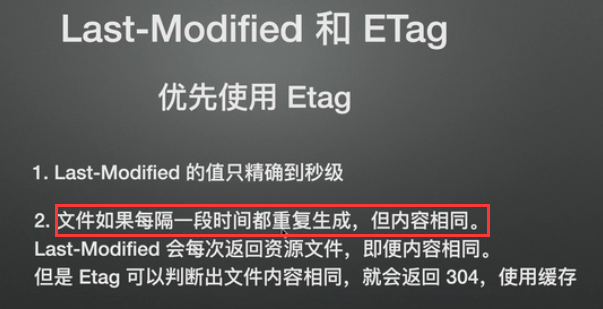 Last-Modified 和 ETag
优先使用 Etag
1. Last-Modified 的值只精确到秒级
2. 文件如果每隔一段时间都重复生成，但内容相同。
Last-Modified 会每次返回资源文件，即便内容相同。
但是 Etag 可以判断出文件内容相同，就会返回 304，使用缓存